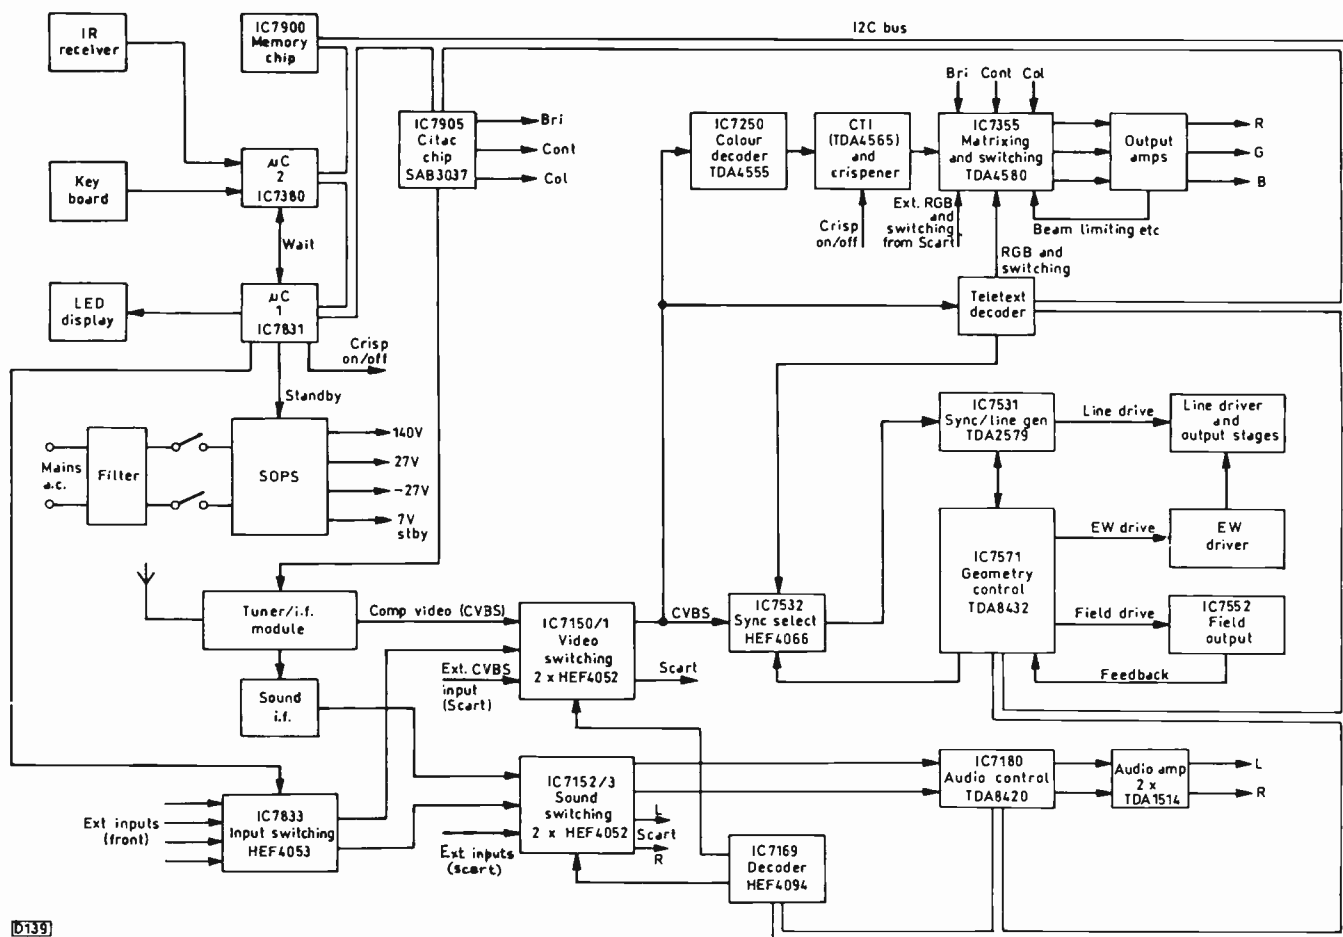 IR
receiver
IC7900
Memory
chip
I2C bus
Key
board
µC
2
IC7380
Wait
LED
display
µC
1
IC7831
Crisp
on/off
Standby
IC7905
Citac
chip
SAB3037
Bri
Cont
Col
IC7250
Colour
decoder
TDA4555
CTI
(TDA4565)
and
crispener
Crisp
on/off
Bri Cont Col
IC7355
Matrixing
and switching
TDA4580
Output
amps
R
G
B
Ext. RGB
and
switching
from Scart
Beam limiting etc
RGB and
switching
Teletext
decoder
Mains
a.c.
Filter
SOPS
140V
27V
-27V
7V
stby
Tuner/i.f.
module
Comp video (CVBS)
Sound
i.f.
Ext. CVBS
input
(Scart)
IC7150/1
Video
switching
2 x HEF4052
CVBS
Scart
IC7532
Sync select
HEF4066
IC7531
Sync/line gen
TDA2579
Line drive
Line driver
and
output stages
IC7571
Geometry
control
TDA8432
EW drive
EW
driver
Field drive
IC7552
Field
output
Feedback
Ext inputs
(front)
IC7833
Input switching
HEF4053
Ext inputs
(scart)
IC7152/3
Sound
switching
2 x HEF4052
L
Scart
R
IC7180
Audio control
TDA8420
Audio amp
2 x
TDA1514
L
R
IC7169
Decoder
HEF4094
D139